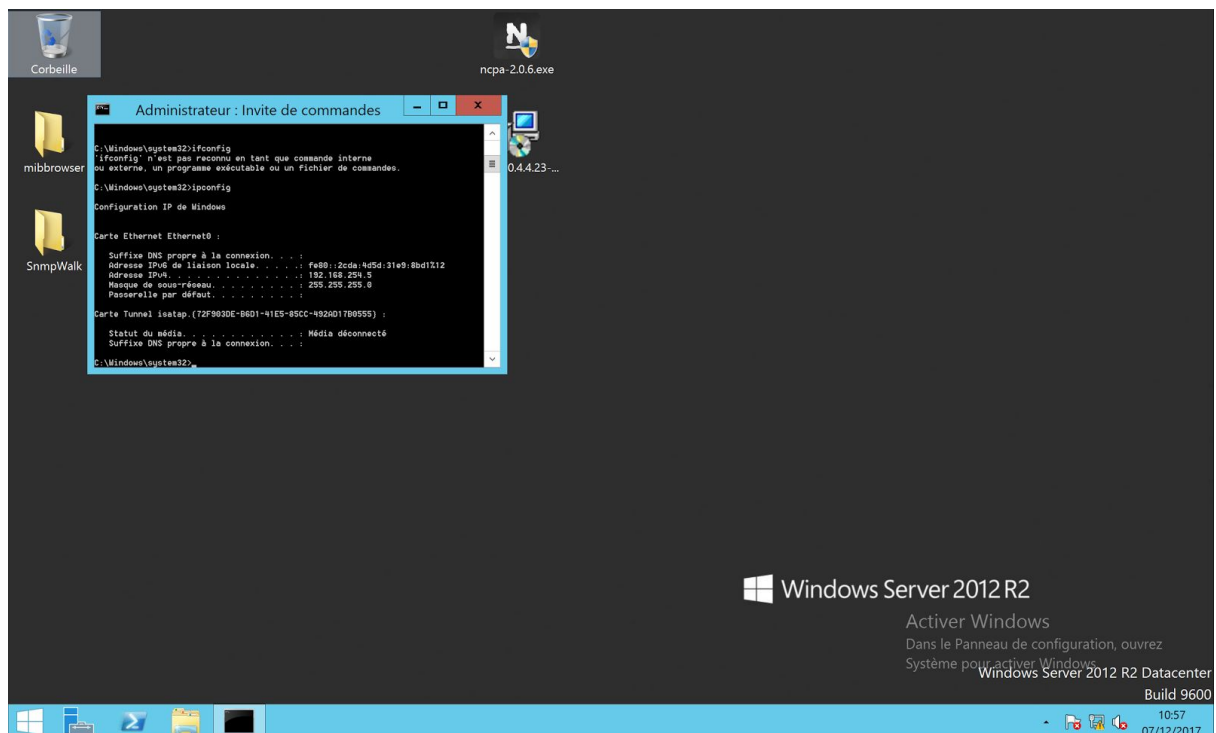 Corbeille
ncpa-2.0.6.exe
mibbrowser
0.4.4.23-...
SnmpWalk
Administrateur : Invite de commandes
C:\Windows\system32>ifconfig
'ifconfig' n'est pas reconnu en tant que commande interne
ou externe, un programme exécutable ou un fichier de commandes.
C:\Windows\system32>ipconfig
Configuration IP de Windows
Carte Ethernet Ethernet0 :
Suffixe DNS propre à la connexion. . . :
Adresse IPv6 de liaison locale. . . . .: fe80::2cda:4d5d:31e9:8bd1%12
Adresse IPv4. . . . . . . . . . . . . .: 192.168.254.5
Masque de sous-réseau. . . . . . . . . : 255.255.255.0
Passerelle par défaut. . . . . . . . . :
Carte Tunnel isatap.{72F903DE-B6D1-41E5-85CC-492AD17B0555} :
Statut du média. . . . . . . . . . . . : Média déconnecté
Suffixe DNS propre à la connexion. . . :
C:\Windows\system32>_
Windows Server 2012 R2
Activer Windows
Dans le Panneau de configuration, ouvrez
Système pour activer Windows.
Windows Server 2012 R2 Datacenter
Build 9600
10:57
07/12/2017